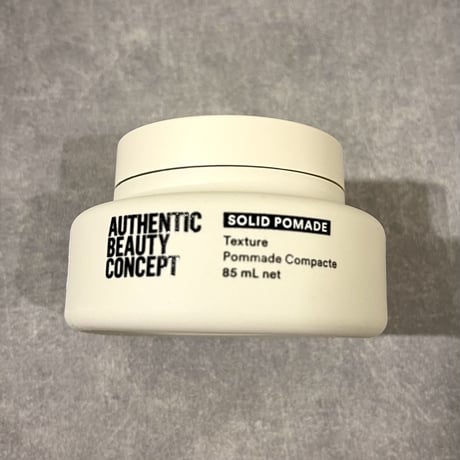 AUTHENTIC
BEAUTY
CONCEPT
SOLID POMADE
Texture
Pommade Compacte
85 mL net